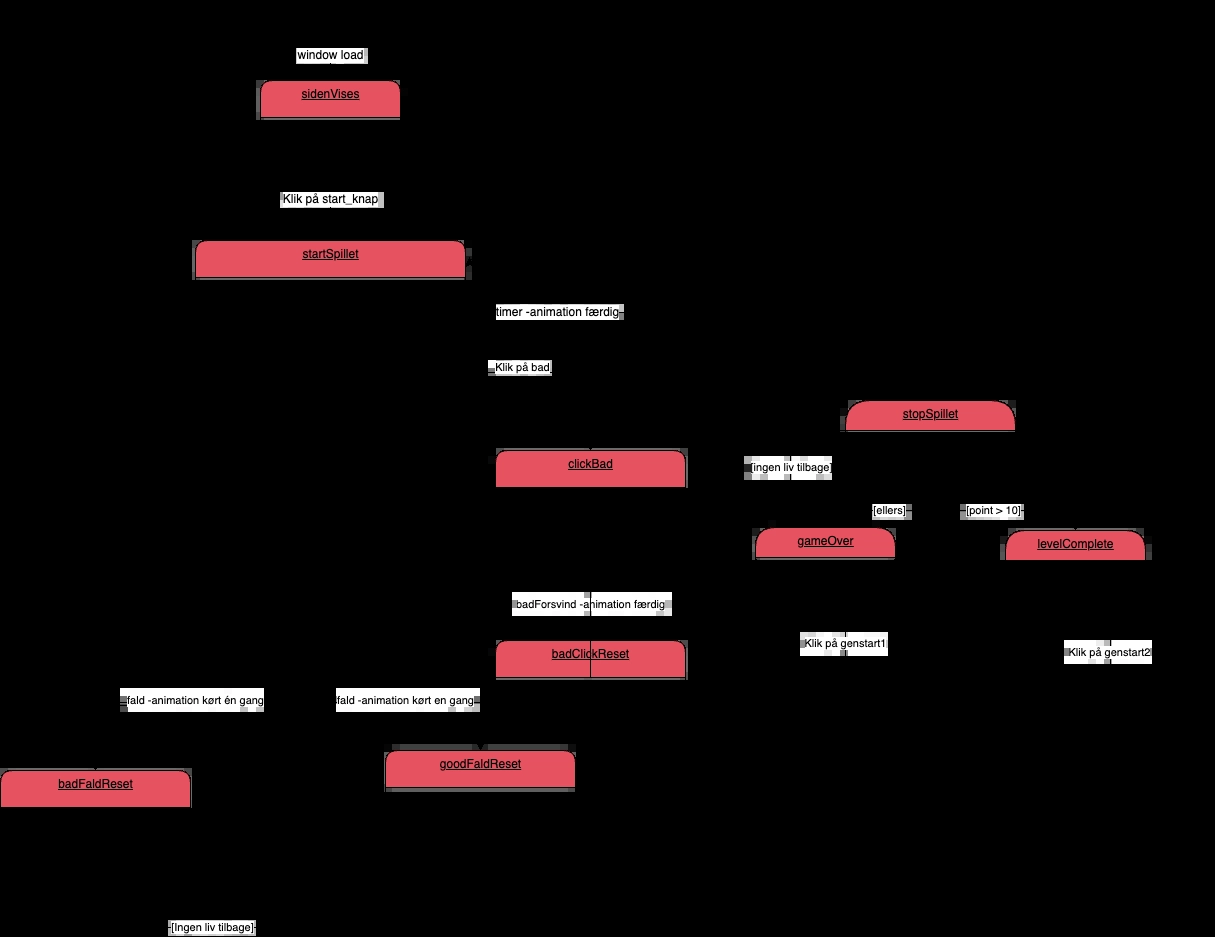 window load
sidenVises
Klik på start_knap
startSpillet
timer -animation færdig
Klik på bad
stopSpillet
clickBad
[ingen liv tilbage]
[ellers]
[point > 10]
gameOver
levelComplete
badForsvind -animation færdig
Klik på genstart1
badClickReset
Klik på genstart2
fald -animation kørt én gang
fald -animation kørt en gang
goodFaldReset
badFaldReset
[Ingen liv tilbage]